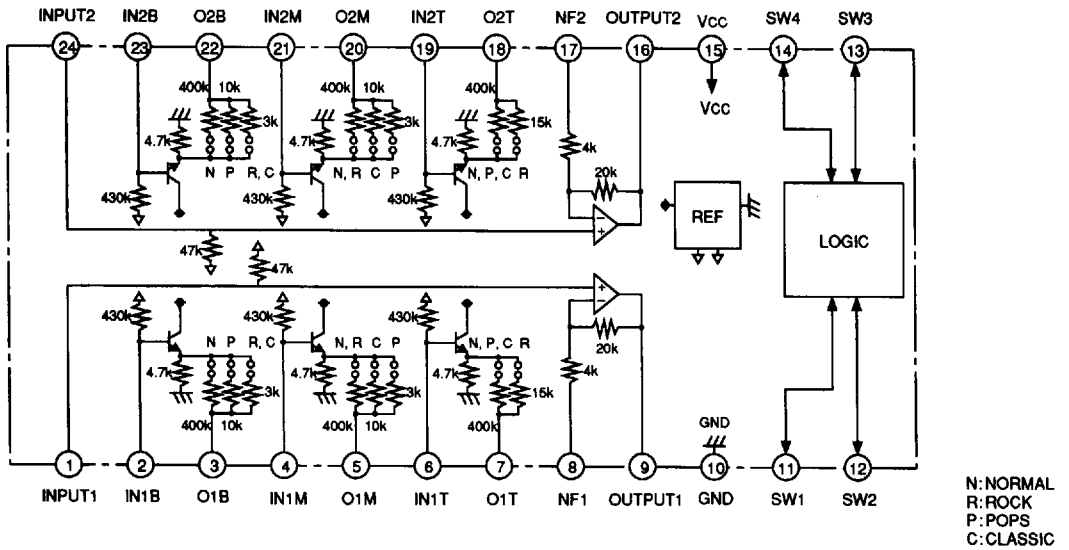 INPUT2 IN2B O2B IN2M O2M IN2T O2T NF2 OUTPUT2 VCC SW4 SW3
24 23 22 21 20 19 18 17 16 15 14 13
400k 10k 400k 10k 400k
VCC
4.7k 3k 4.7k 3k 4.7k 15k 4k
N P R, C N, R C P N, P, C R
20k
430k 430k 430k
+
REF
LOGIC
47k
47k
+
−
430k 430k 430k
20k
N P R, C N, R C P N, P, C R
4.7k 3k 4.7k 3k 4.7k 15k 4k
400k 10k 400k 10k 400k
GND
1 2 3 4 5 6 7 8 9 10 11 12
INPUT1 IN1B O1B IN1M O1M IN1T O1T NF1 OUTPUT1 GND SW1 SW2
N:NORMAL
R:ROCK
P:POPS
C:CLASSIC